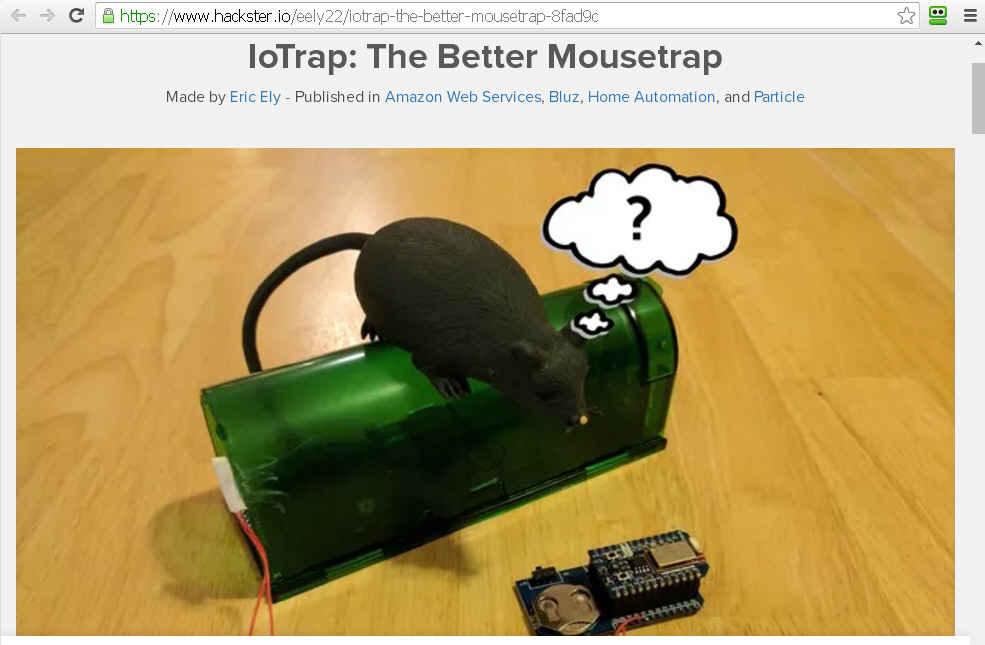 https://www.hackster.io/eely22/iotrap-the-better-mousetrap-8fad9c
IoTrap: The Better Mousetrap
Made by Eric Ely - Published in Amazon Web Services, Bluz, Home Automation, and Particle
?